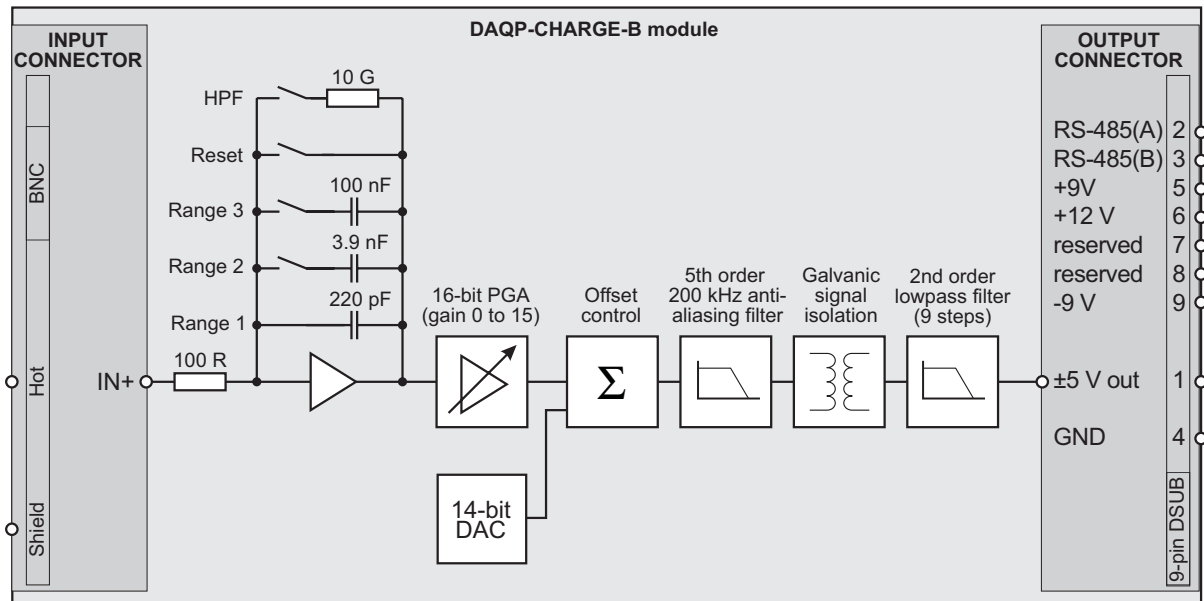 DAQP-CHARGE-B module
INPUT
CONNECTOR
BNC
Hot
Shield
IN+
100 R
HPF
10 G
Reset
Range 3
100 nF
Range 2
3.9 nF
Range 1
220 pF
16-bit PGA
(gain 0 to 15)
Offset
control
Σ
14-bit
DAC
5th order
200 kHz anti-
aliasing filter
Galvanic
signal
isolation
2nd order
lowpass filter
(9 steps)
OUTPUT
CONNECTOR
RS-485(A) 2
RS-485(B) 3
+9V 5
+12 V 6
reserved 7
reserved 8
-9 V 9
±5 V out 1
GND 4
9-pin DSUB